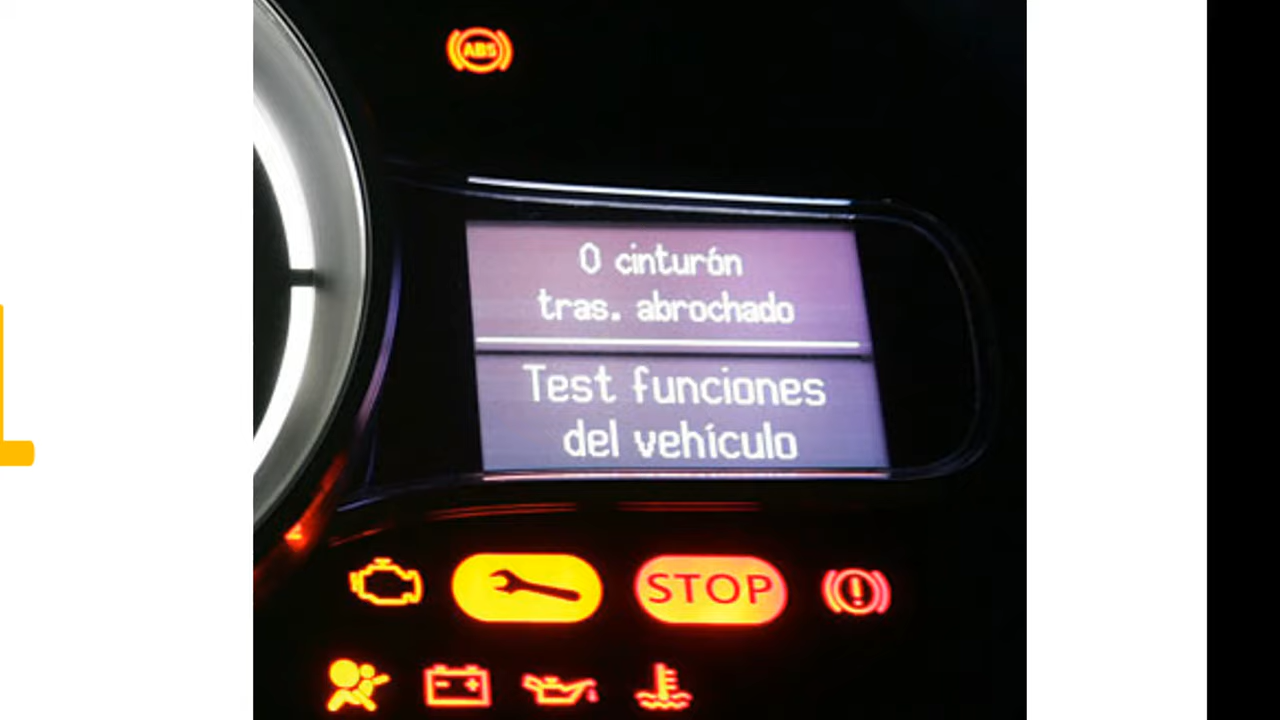 ABS
0 cinturón
tras. abrochado
Test funciones
del vehículo
STOP